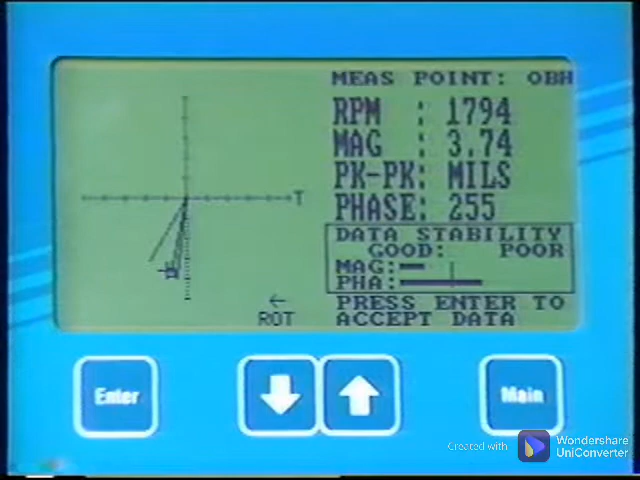 MEAS POINT: OBH
RPM : 1794
MAG : 3.74
PK-PK: MILS
PHASE: 255
DATA STABILITY
GOOD: POOR
MAG:
PHA:
PRESS ENTER TO
ACCEPT DATA
T
←
ROT
Enter
Main
Created with
Wondershare
UniConverter